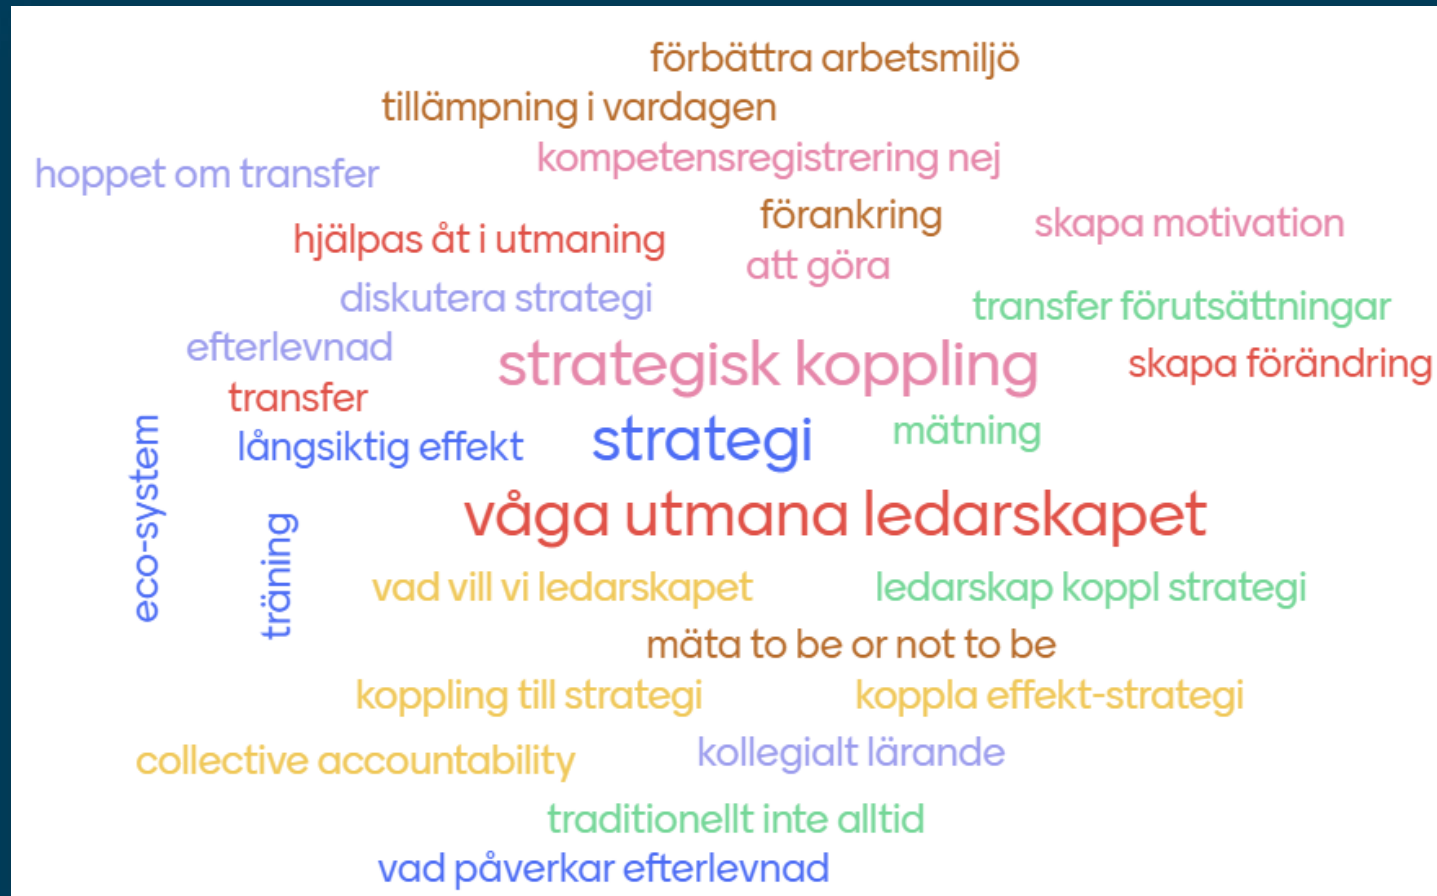 förbättra arbetsmiljö
tillämpning i vardagen
kompetensregistrering nej
hoppet om transfer
förankring
skapa motivation
hjälpas åt i utmaning
att göra
diskutera strategi
transfer förutsättningar
efterlevnad
strategisk koppling
skapa förändring
transfer
långsiktig effekt
strategi
mätning
eco-system
träning
våga utmana ledarskapet
vad vill vi ledarskapet
ledarskap koppl strategi
mäta to be or not to be
koppling till strategi
koppla effekt-strategi
collective accountability
kollegialt lärande
traditionellt inte alltid
vad påverkar efterlevnad